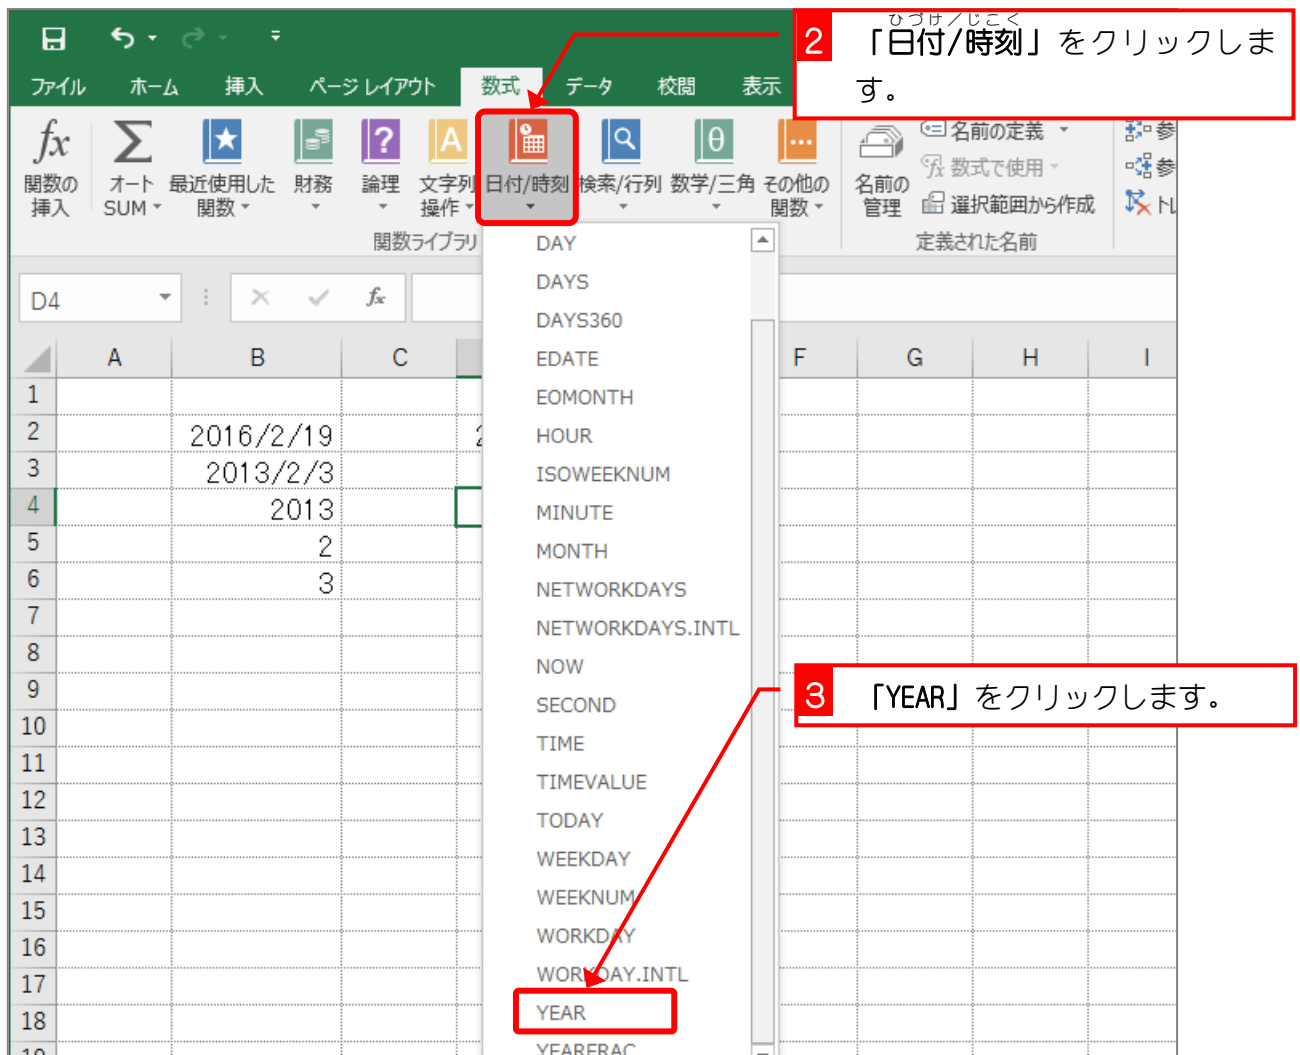 ひづけ/じこく
2 「日付/時刻」をクリックしま
す。
ファイル ホーム 挿入 ページ レイアウト 数式 データ 校閲 表示
fx Σ ★ ? A θ ...
関数の
挿入
オート
SUM
最近使用した
関数
財務
論理
文字列
操作
日付/時刻
検索/行列
数学/三角
その他の
関数
名前の
管理
名前の定義
数式で使用
選択範囲から作成
参
参
関数ライブラリ
定義された名前
D4 fx
A B C F G H I
1
2 2016/2/19
3 2013/2/3
4 2013
5 2
6 3
7
8
9
10
11
12
13
14
15
16
17
18
DAY
DAYS
DAYS360
EDATE
EOMONTH
HOUR
ISOWEEKNUM
MINUTE
MONTH
NETWORKDAYS
NETWORKDAYS.INTL
NOW
SECOND
TIME
TIMEVALUE
TODAY
WEEKDAY
WEEKNUM
WORKDAY
WORKDAY.INTL
YEAR
YEARFRAC
3 「YEAR」をクリックします。